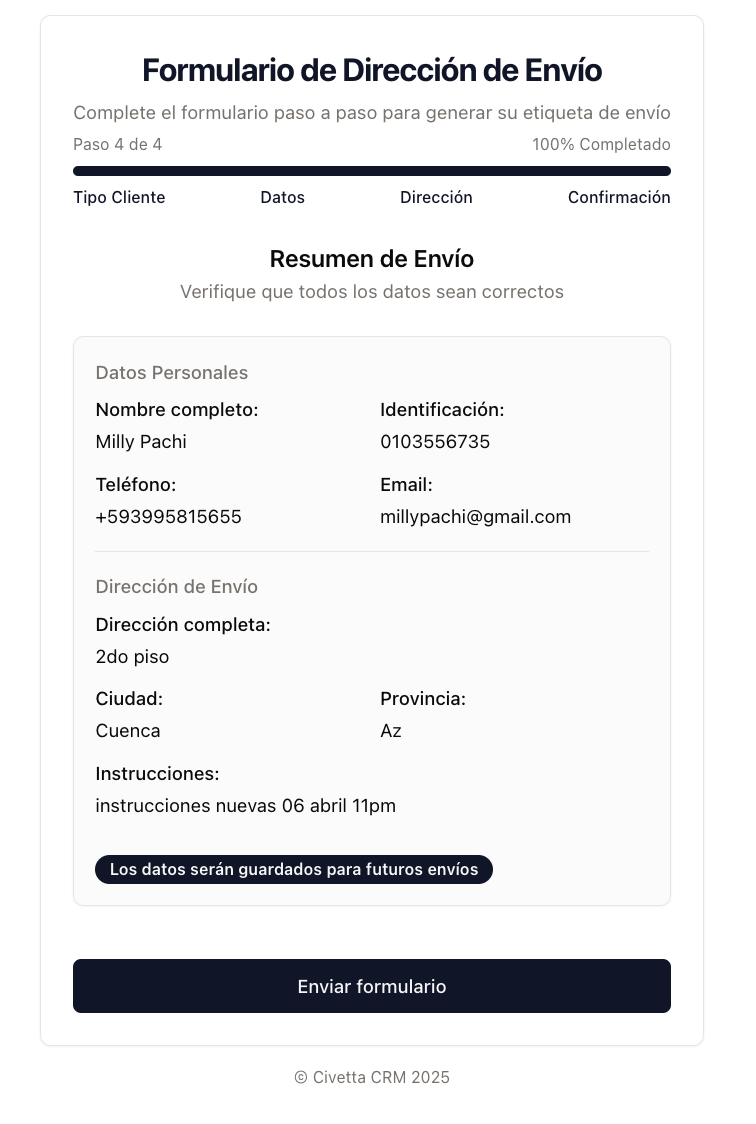 Formulario de Dirección de Envío
Complete el formulario paso a paso para generar su etiqueta de envío
Paso 4 de 4 100% Completado
Tipo Cliente Datos Dirección Confirmación
Resumen de Envío
Verifique que todos los datos sean correctos
Datos Personales
Nombre completo: Identificación:
Milly Pachi 0103556735
Teléfono: Email:
+593995815655 millypachi@gmail.com
Dirección de Envío
Dirección completa:
2do piso
Ciudad: Provincia:
Cuenca Az
Instrucciones:
instrucciones nuevas 06 abril 11pm
Los datos serán guardados para futuros envíos
Enviar formulario
© Civetta CRM 2025